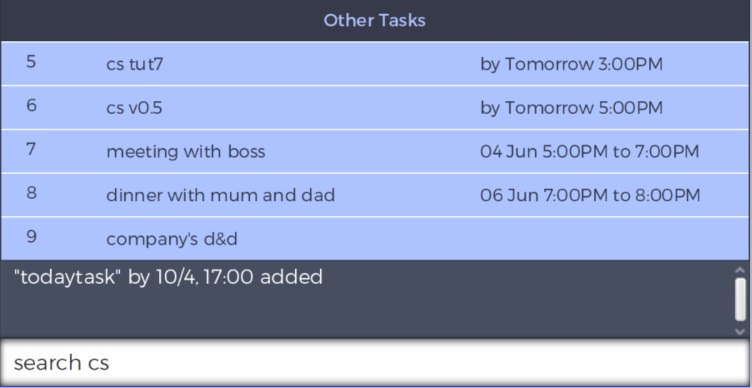 Other Tasks
5 cs tut7 by Tomorrow 3:00PM
6 cs v0.5 by Tomorrow 5:00PM
7 meeting with boss 04 Jun 5:00PM to 7:00PM
8 dinner with mum and dad 06 Jun 7:00PM to 8:00PM
9 company's d&d
"todaytask" by 10/4, 17:00 added
search cs